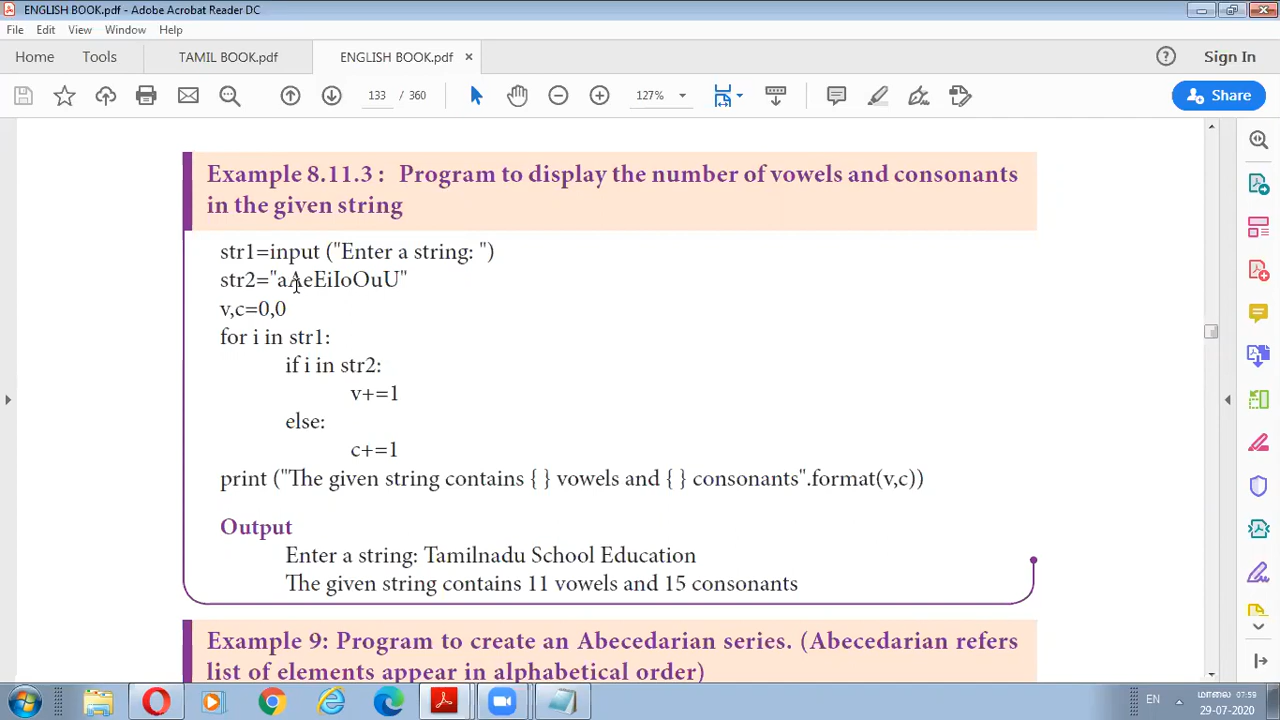 ENGLISH BOOK.pdf - Adobe Acrobat Reader DC
File Edit View Window Help
Home Tools TAMIL BOOK.pdf ENGLISH BOOK.pdf × Sign In
133 / 360 127% Share
Example 8.11.3 : Program to display the number of vowels and consonants
in the given string
str1=input ("Enter a string: ")
str2="aAeEiIoOuU"
v,c=0,0
for i in str1:
if i in str2:
v+=1
else:
c+=1
print ("The given string contains { } vowels and { } consonants".format(v,c))
Output
Enter a string: Tamilnadu School Education
The given string contains 11 vowels and 15 consonants
Example 9: Program to create an Abecedarian series. (Abecedarian refers
list of elements appear in alphabetical order)
EN மாலை 07:59
29-07-2020